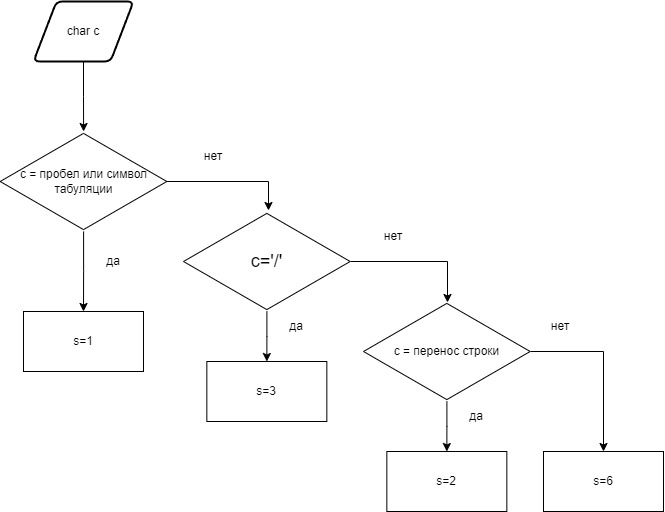 char c
нет
c = пробел или символ
табуляции
нет
да
c='/'
нет
да
s=1
c = перенос строки
s=3
да
s=2
s=6